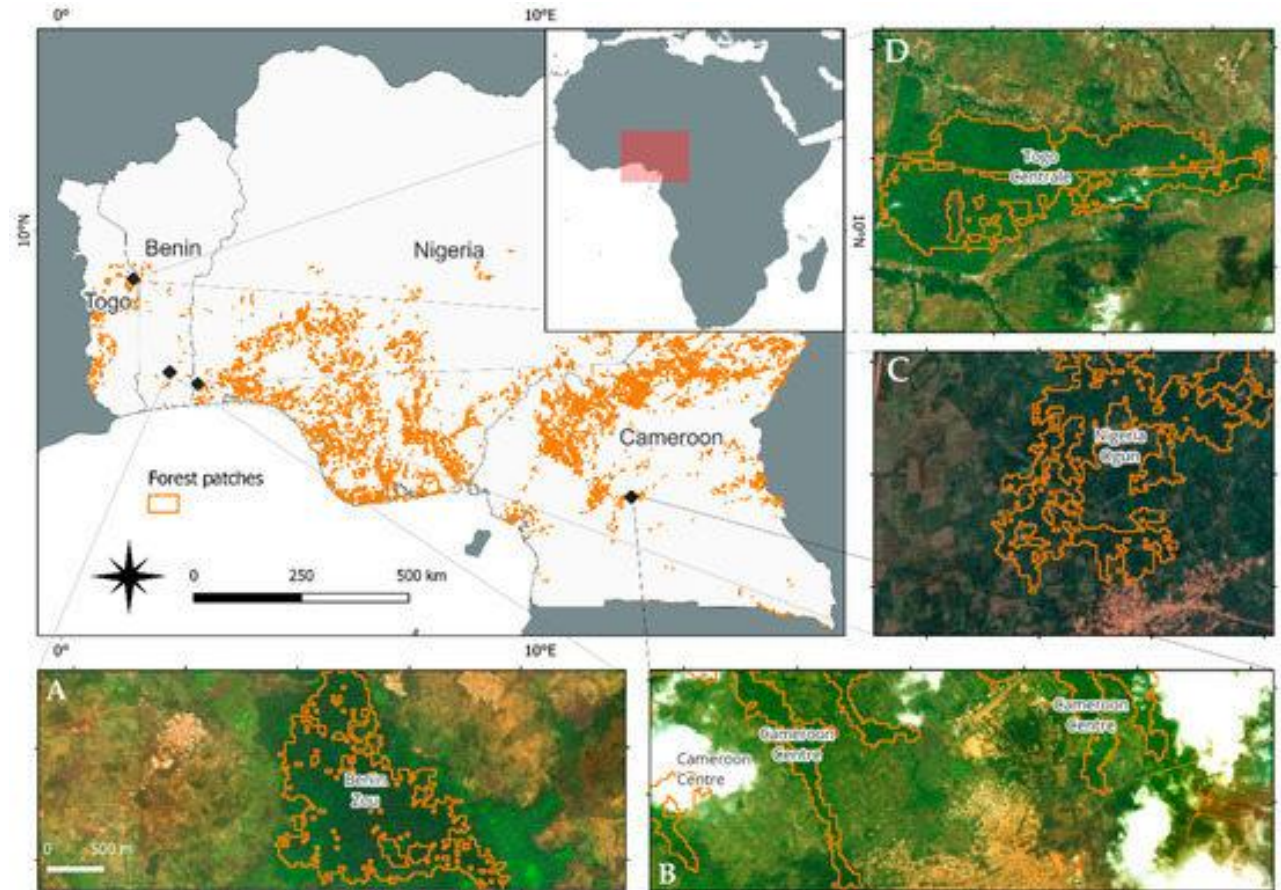 0°
10°E
10°N
Benin
Nigeria
Togo
Cameroon
Forest patches
0 250 500 km
10°N
0°
10°E
D
Togo
Centrale
C
Nigeria
Ogun
A
Benin
Zou
0 500 m
Cameroon
Centre
Cameroon
Centre
Cameroon
Centre
B